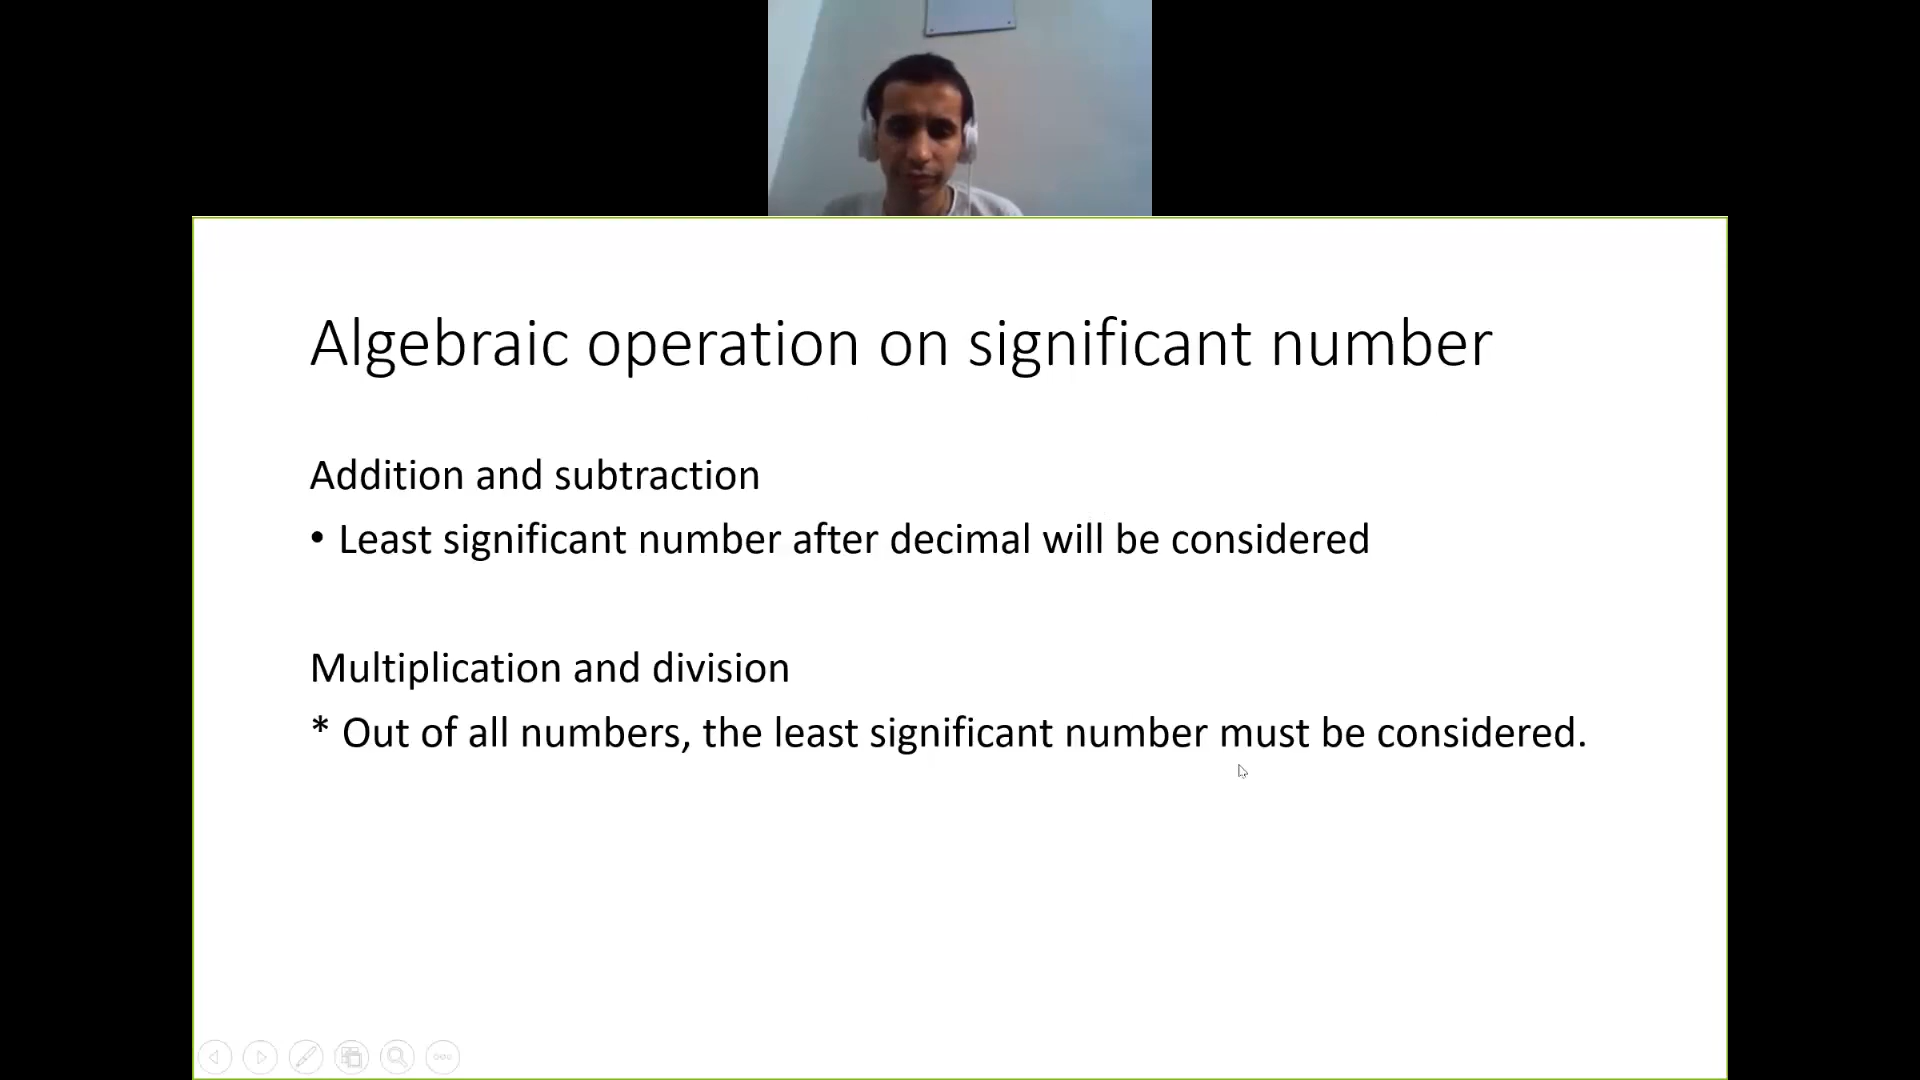 Algebraic operation on significant number
Addition and subtraction
• Least significant number after decimal will be considered
Multiplication and division
* Out of all numbers, the least significant number must be considered.